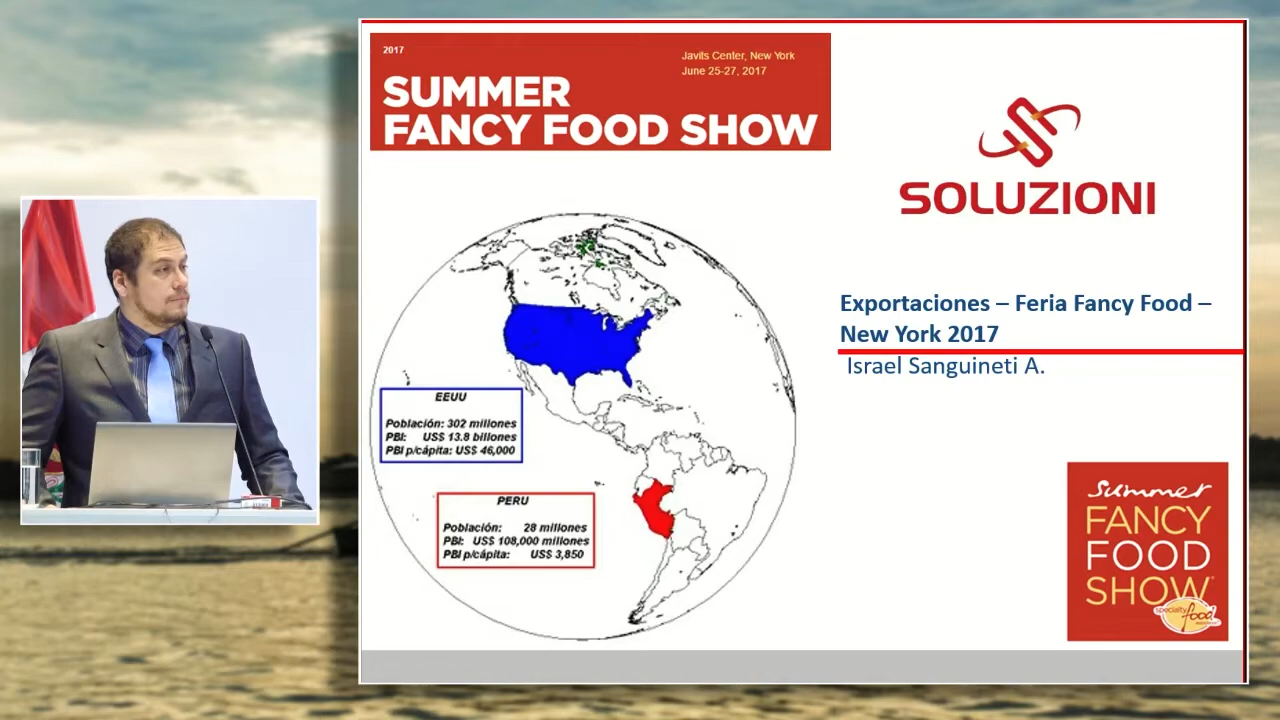 2017
Javits Center, New York
June 25-27, 2017
SUMMER
FANCY FOOD SHOW
SOLUZIONI
Exportaciones – Feria Fancy Food –
New York 2017
Israel Sanguineti A.
EEUU
Población: 302 millones
PBI: US$ 13.8 billones
PBI p/cápita: US$ 46,000
PERU
Población: 28 millones
PBI: US$ 108,000 millones
PBI p/cápita: US$ 3,850
Summer
FANCY
FOOD
SHOW
specialty food